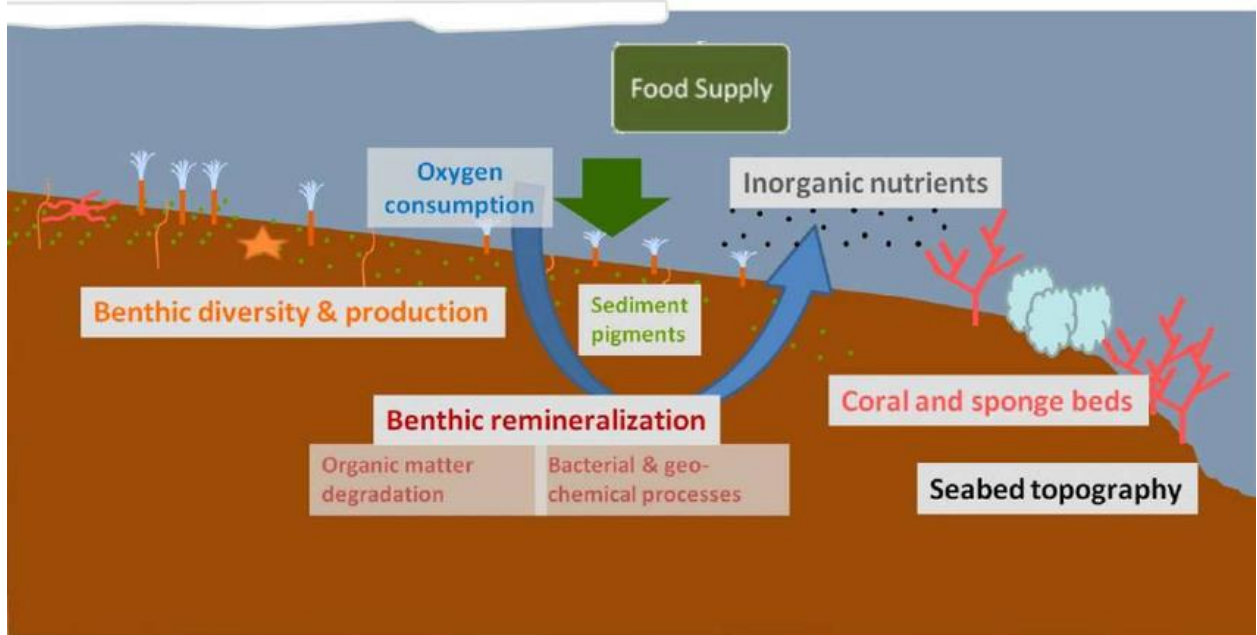 Food Supply
Oxygen
consumption
Inorganic nutrients
Benthic diversity & production
Sediment
pigments
Coral and sponge beds
Benthic remineralization
Organic matter
degradation
Bacterial & geo-
chemical processes
Seabed topography